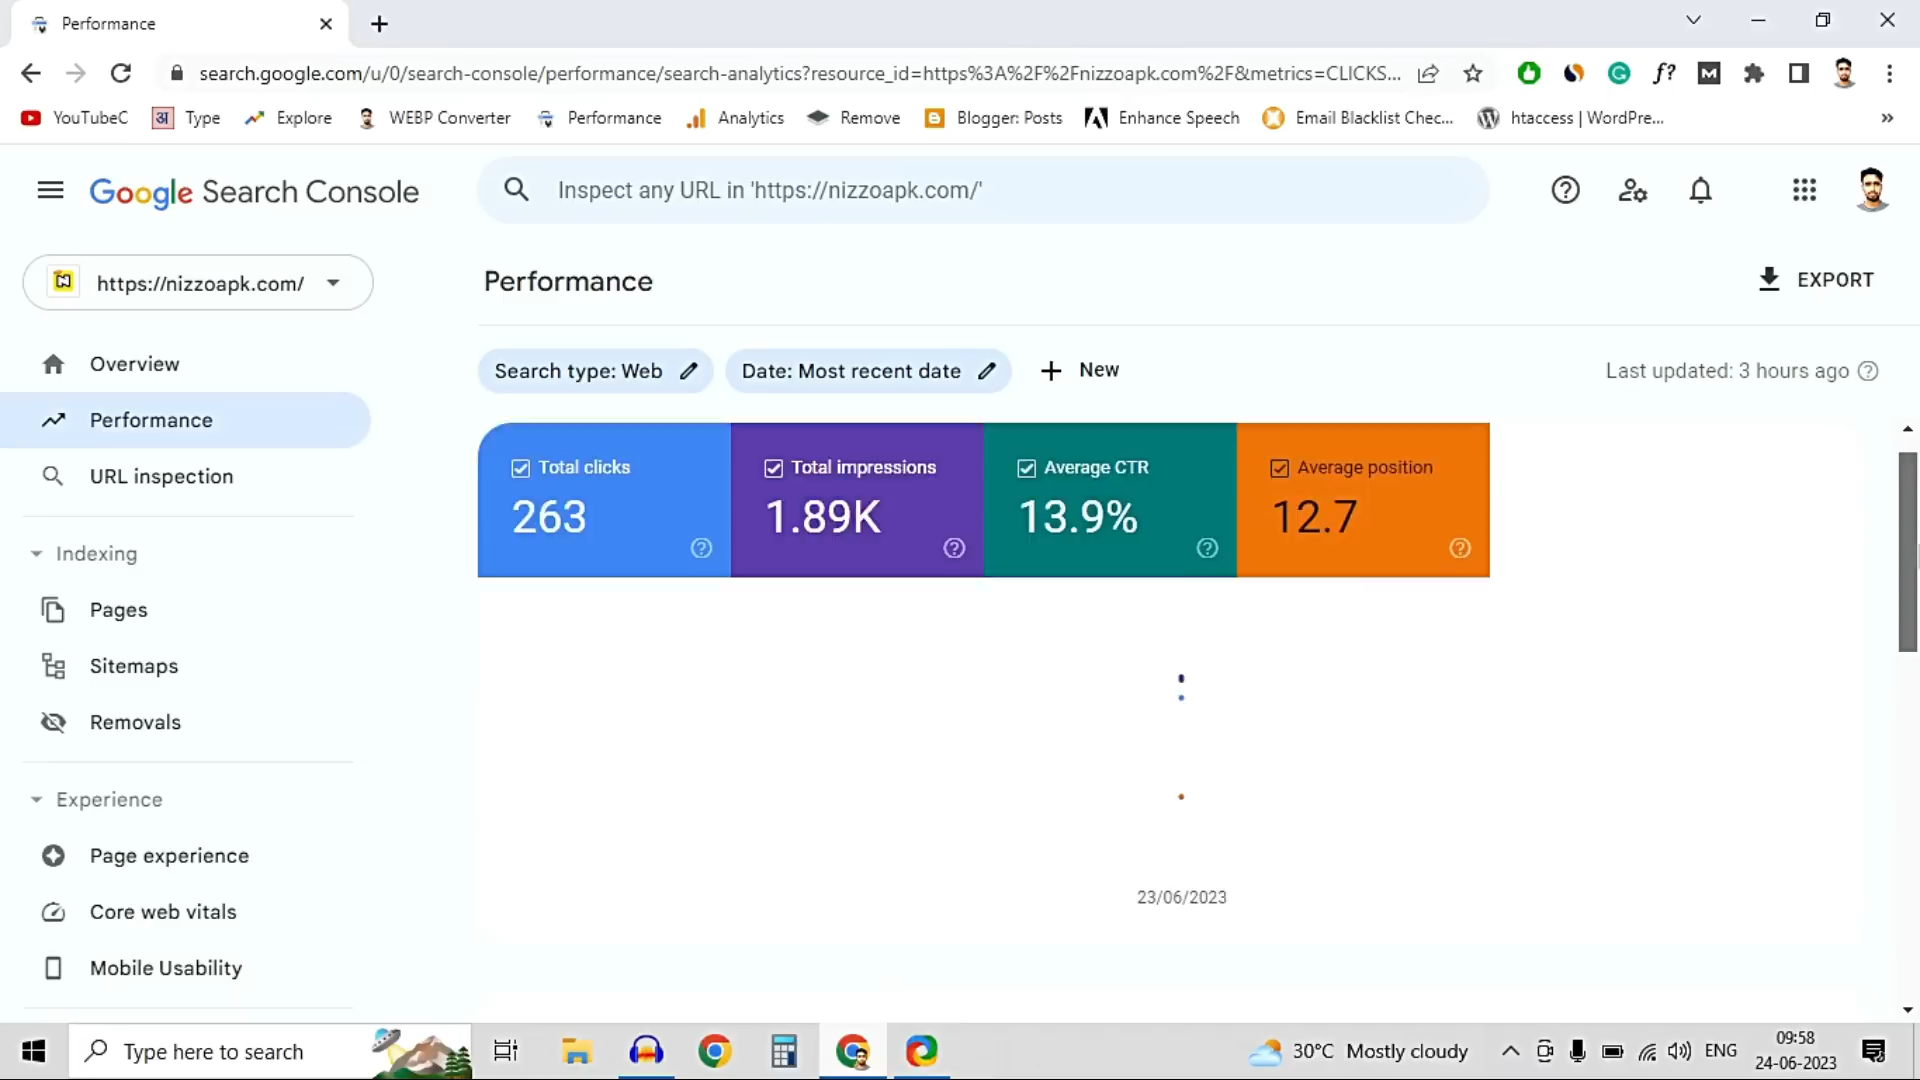 Performance
search.google.com/u/0/search-console/performance/search-analytics?resource_id=https%3A%2F%2Fnizzoapk.com%2F&metrics=CLICKS...
YouTubeC
अ Type
Explore
WEBP Converter
Performance
Analytics
Remove
Blogger: Posts
Enhance Speech
Email Blacklist Chec...
htaccess | WordPre...
»
Google Search Console
Inspect any URL in 'https://nizzoapk.com/'
https://nizzoapk.com/
Performance
EXPORT
Search type: Web
Date: Most recent date
+ New
Last updated: 3 hours ago
Overview
Performance
URL inspection
Indexing
Pages
Sitemaps
Removals
Experience
Page experience
Core web vitals
Mobile Usability
Total clicks
263
Total impressions
1.89K
Average CTR
13.9%
Average position
12.7
23/06/2023
Type here to search
30°C Mostly cloudy
ENG
09:58
24-06-2023